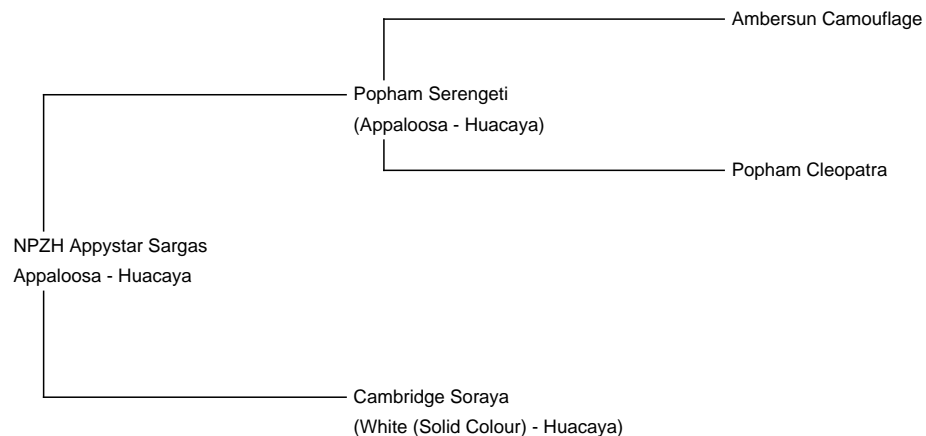 Ambersun Camouflage
Popham Serengeti
(Appaloosa - Huacaya)
Popham Cleopatra
NPZH Appystar Sargas
Appaloosa - Huacaya
Cambridge Soraya
(White (Solid Colour) - Huacaya)